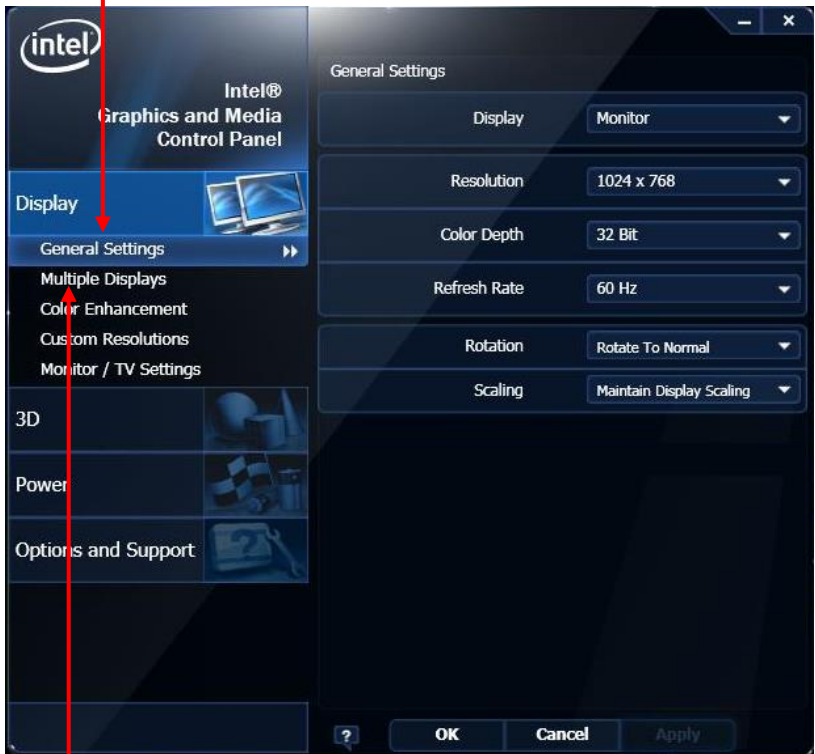 intel
Intel®
Graphics and Media
Control Panel
Display
General Settings
Multiple Displays
Color Enhancement
Custom Resolutions
Monitor / TV Settings
3D
Power
Options and Support
General Settings
Display Monitor
Resolution 1024 x 768
Color Depth 32 Bit
Refresh Rate 60 Hz
Rotation Rotate To Normal
Scaling Maintain Display Scaling
? OK Cancel Apply